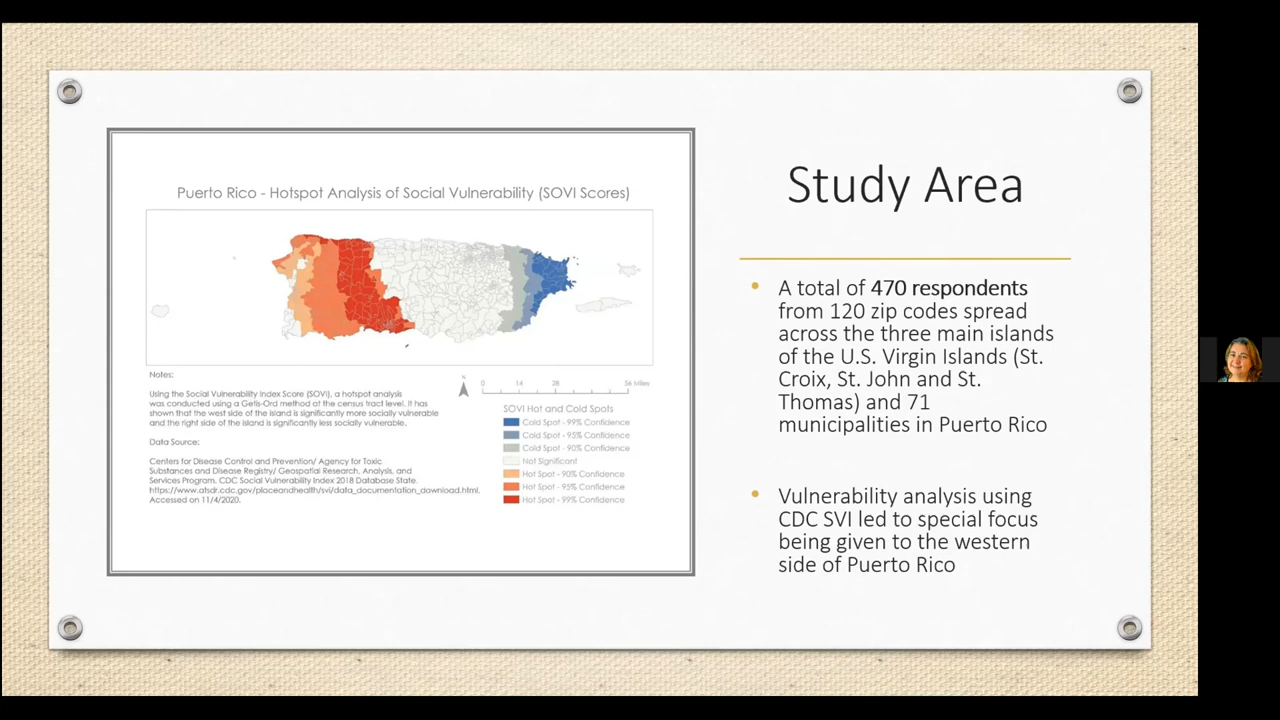 Puerto Rico - Hotspot Analysis of Social Vulnerability (SOVI Scores)
Notes:
Using the Social Vulnerability Index Score (SOVI), a hotspot analysis
was conducted using a Getis-Ord method at the census tract level. It has
shown that the west side of the island is significantly more socially vulnerable
and the right side of the island is significantly less socially vulnerable.
Data Source:
Centers for Disease Control and Prevention/ Agency for Toxic
Substances and Disease Registry/ Geospatial Research, Analysis, and
Services Program. CDC Social Vulnerability Index 2018 Database State.
https://www.atsdr.cdc.gov/placeandhealth/svi/data_documentation_download.html.
Accessed on 11/4/2020.
N
0 14 28 56 Miles
SOVI Hot and Cold Spots
Cold Spot - 99% Confidence
Cold Spot - 95% Confidence
Cold Spot - 90% Confidence
Not Significant
Hot Spot - 90% Confidence
Hot Spot - 95% Confidence
Hot Spot - 99% Confidence
Study Area
• A total of 470 respondents
from 120 zip codes spread
across the three main islands
of the U.S. Virgin Islands (St.
Croix, St. John and St.
Thomas) and 71
municipalities in Puerto Rico
• Vulnerability analysis using
CDC SVI led to special focus
being given to the western
side of Puerto Rico